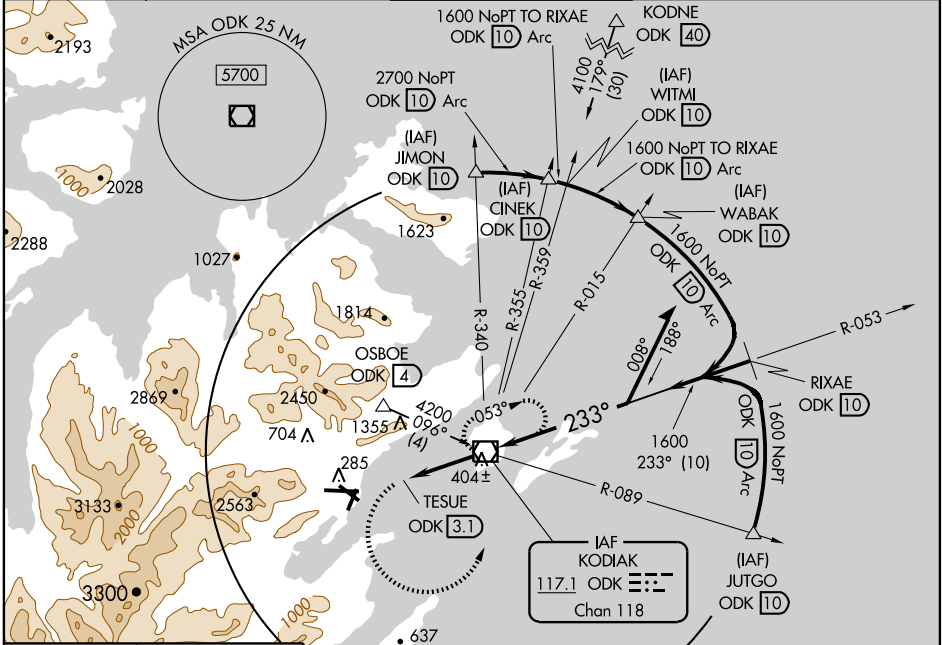 2193
MSA ODK 25 NM
5700
1600 NoPT TO RIXAE
ODK 10 Arc
KODNE
ODK 40
4100
179°
(30)
2700 NoPT
ODK 10 Arc
(IAF)
WITMI
ODK 10
(IAF)
JIMON
ODK 10
(IAF)
CINEK
ODK 10
1600 NoPT TO RIXAE
ODK 10 Arc
(IAF)
WABAK
ODK 10
1000
2028
2288
1623
1027
1814
R-340
R-355
R-359
R-015
1600 NoPT
ODK 10 Arc
R-053
008°
188°
RIXAE
ODK 10
OSBOE
ODK 4
2869
2450
1355
704
4200
096°
(4)
053°
233°
1600
233° (10)
1600 NoPT
ODK 10 Arc
1000
285
404±
R-089
3133
2000
2563
TESUE
ODK 3.1
3300
1000
637
IAF
KODIAK
117.1 ODK
Chan 118
(IAF)
JUTGO
ODK 10